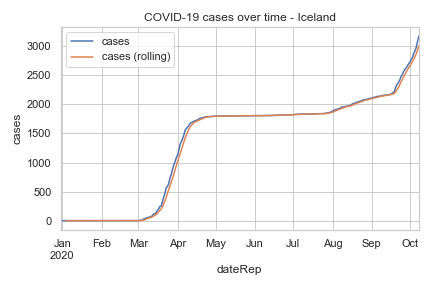 COVID-19 cases over time - Iceland
cases
cases (rolling)
cases
3000
2500
2000
1500
1000
500
0
Jan Feb Mar Apr May Jun Jul Aug Sep Oct
2020
dateRep